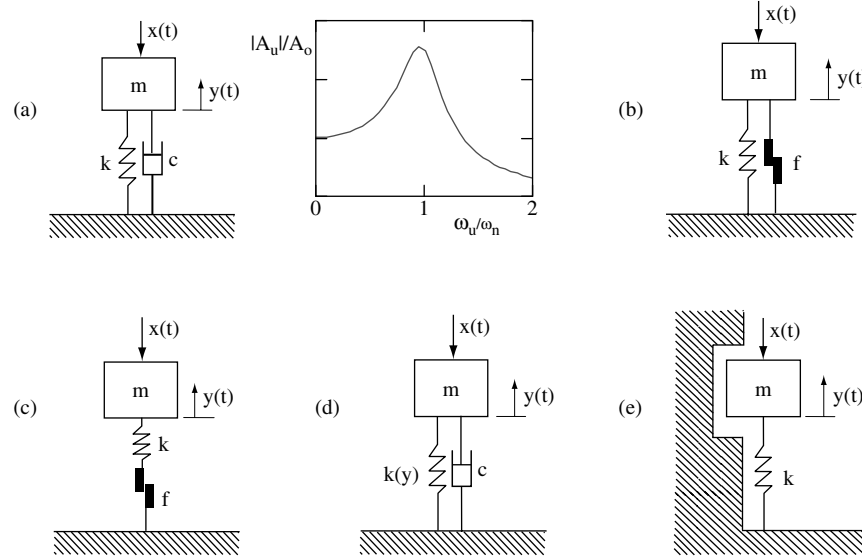 (a)
x(t)
m
y(t)
k
c
|A_u|/A_o
0
1
2
ω_u/ω_n
(b)
x(t)
m
y(t)
k
f
(c)
x(t)
m
y(t)
k
f
(d)
x(t)
m
y(t)
k(y)
c
(e)
x(t)
m
y(t)
k